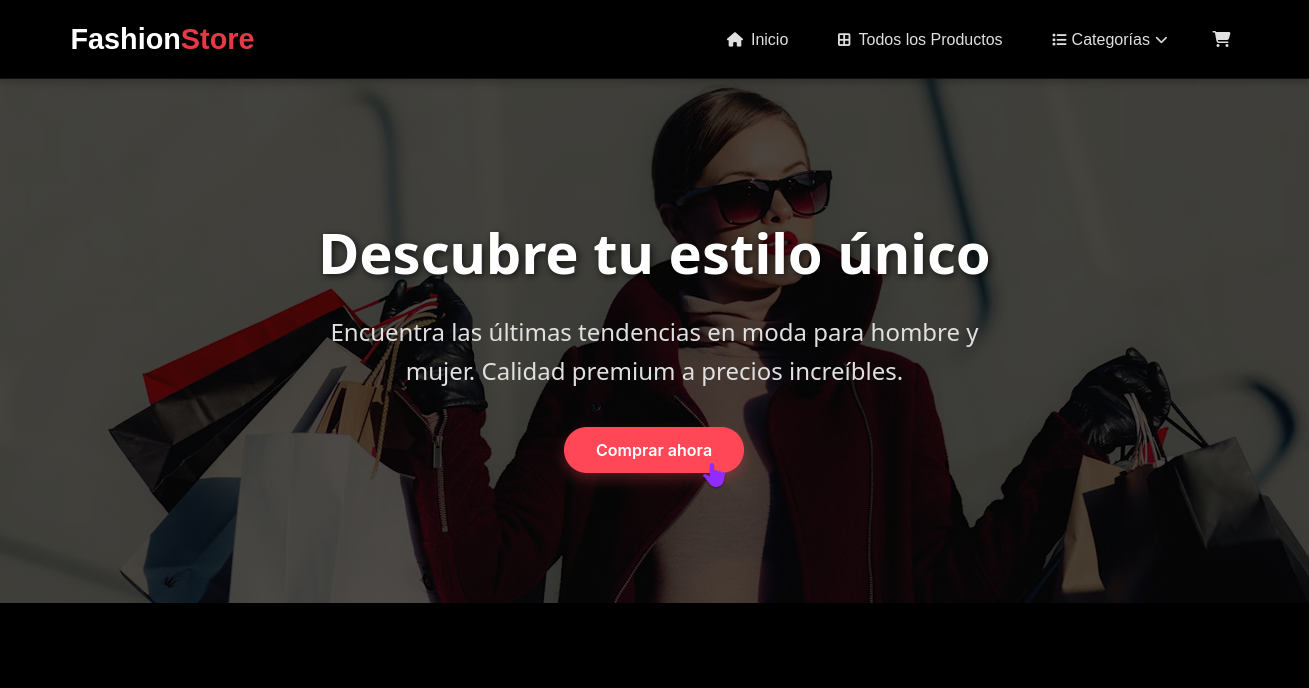 FashionStore
Inicio
Todos los Productos
Categorías
Descubre tu estilo único
Encuentra las últimas tendencias en moda para hombre y
mujer. Calidad premium a precios increíbles.
Comprar ahora